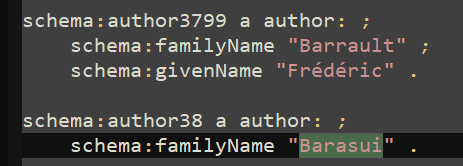 schema:author3799 a author: ;
schema:familyName "Barrault" ;
schema:givenName "Frédéric" .
schema:author38 a author: ;
schema:familyName "Barasui" .